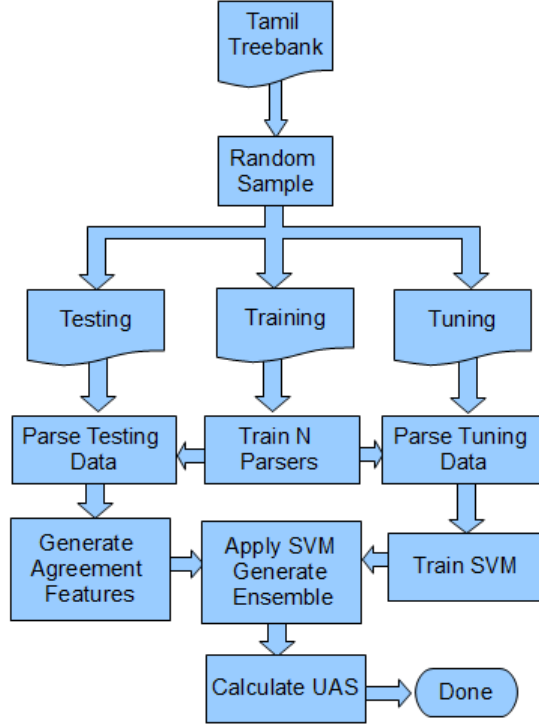 Tamil
Treebank
Random
Sample
Testing
Training
Tuning
Parse Testing
Data
Train N
Parsers
Parse Tuning
Data
Generate
Agreement
Features
Apply SVM
Generate
Ensemble
Train SVM
Calculate UAS
Done